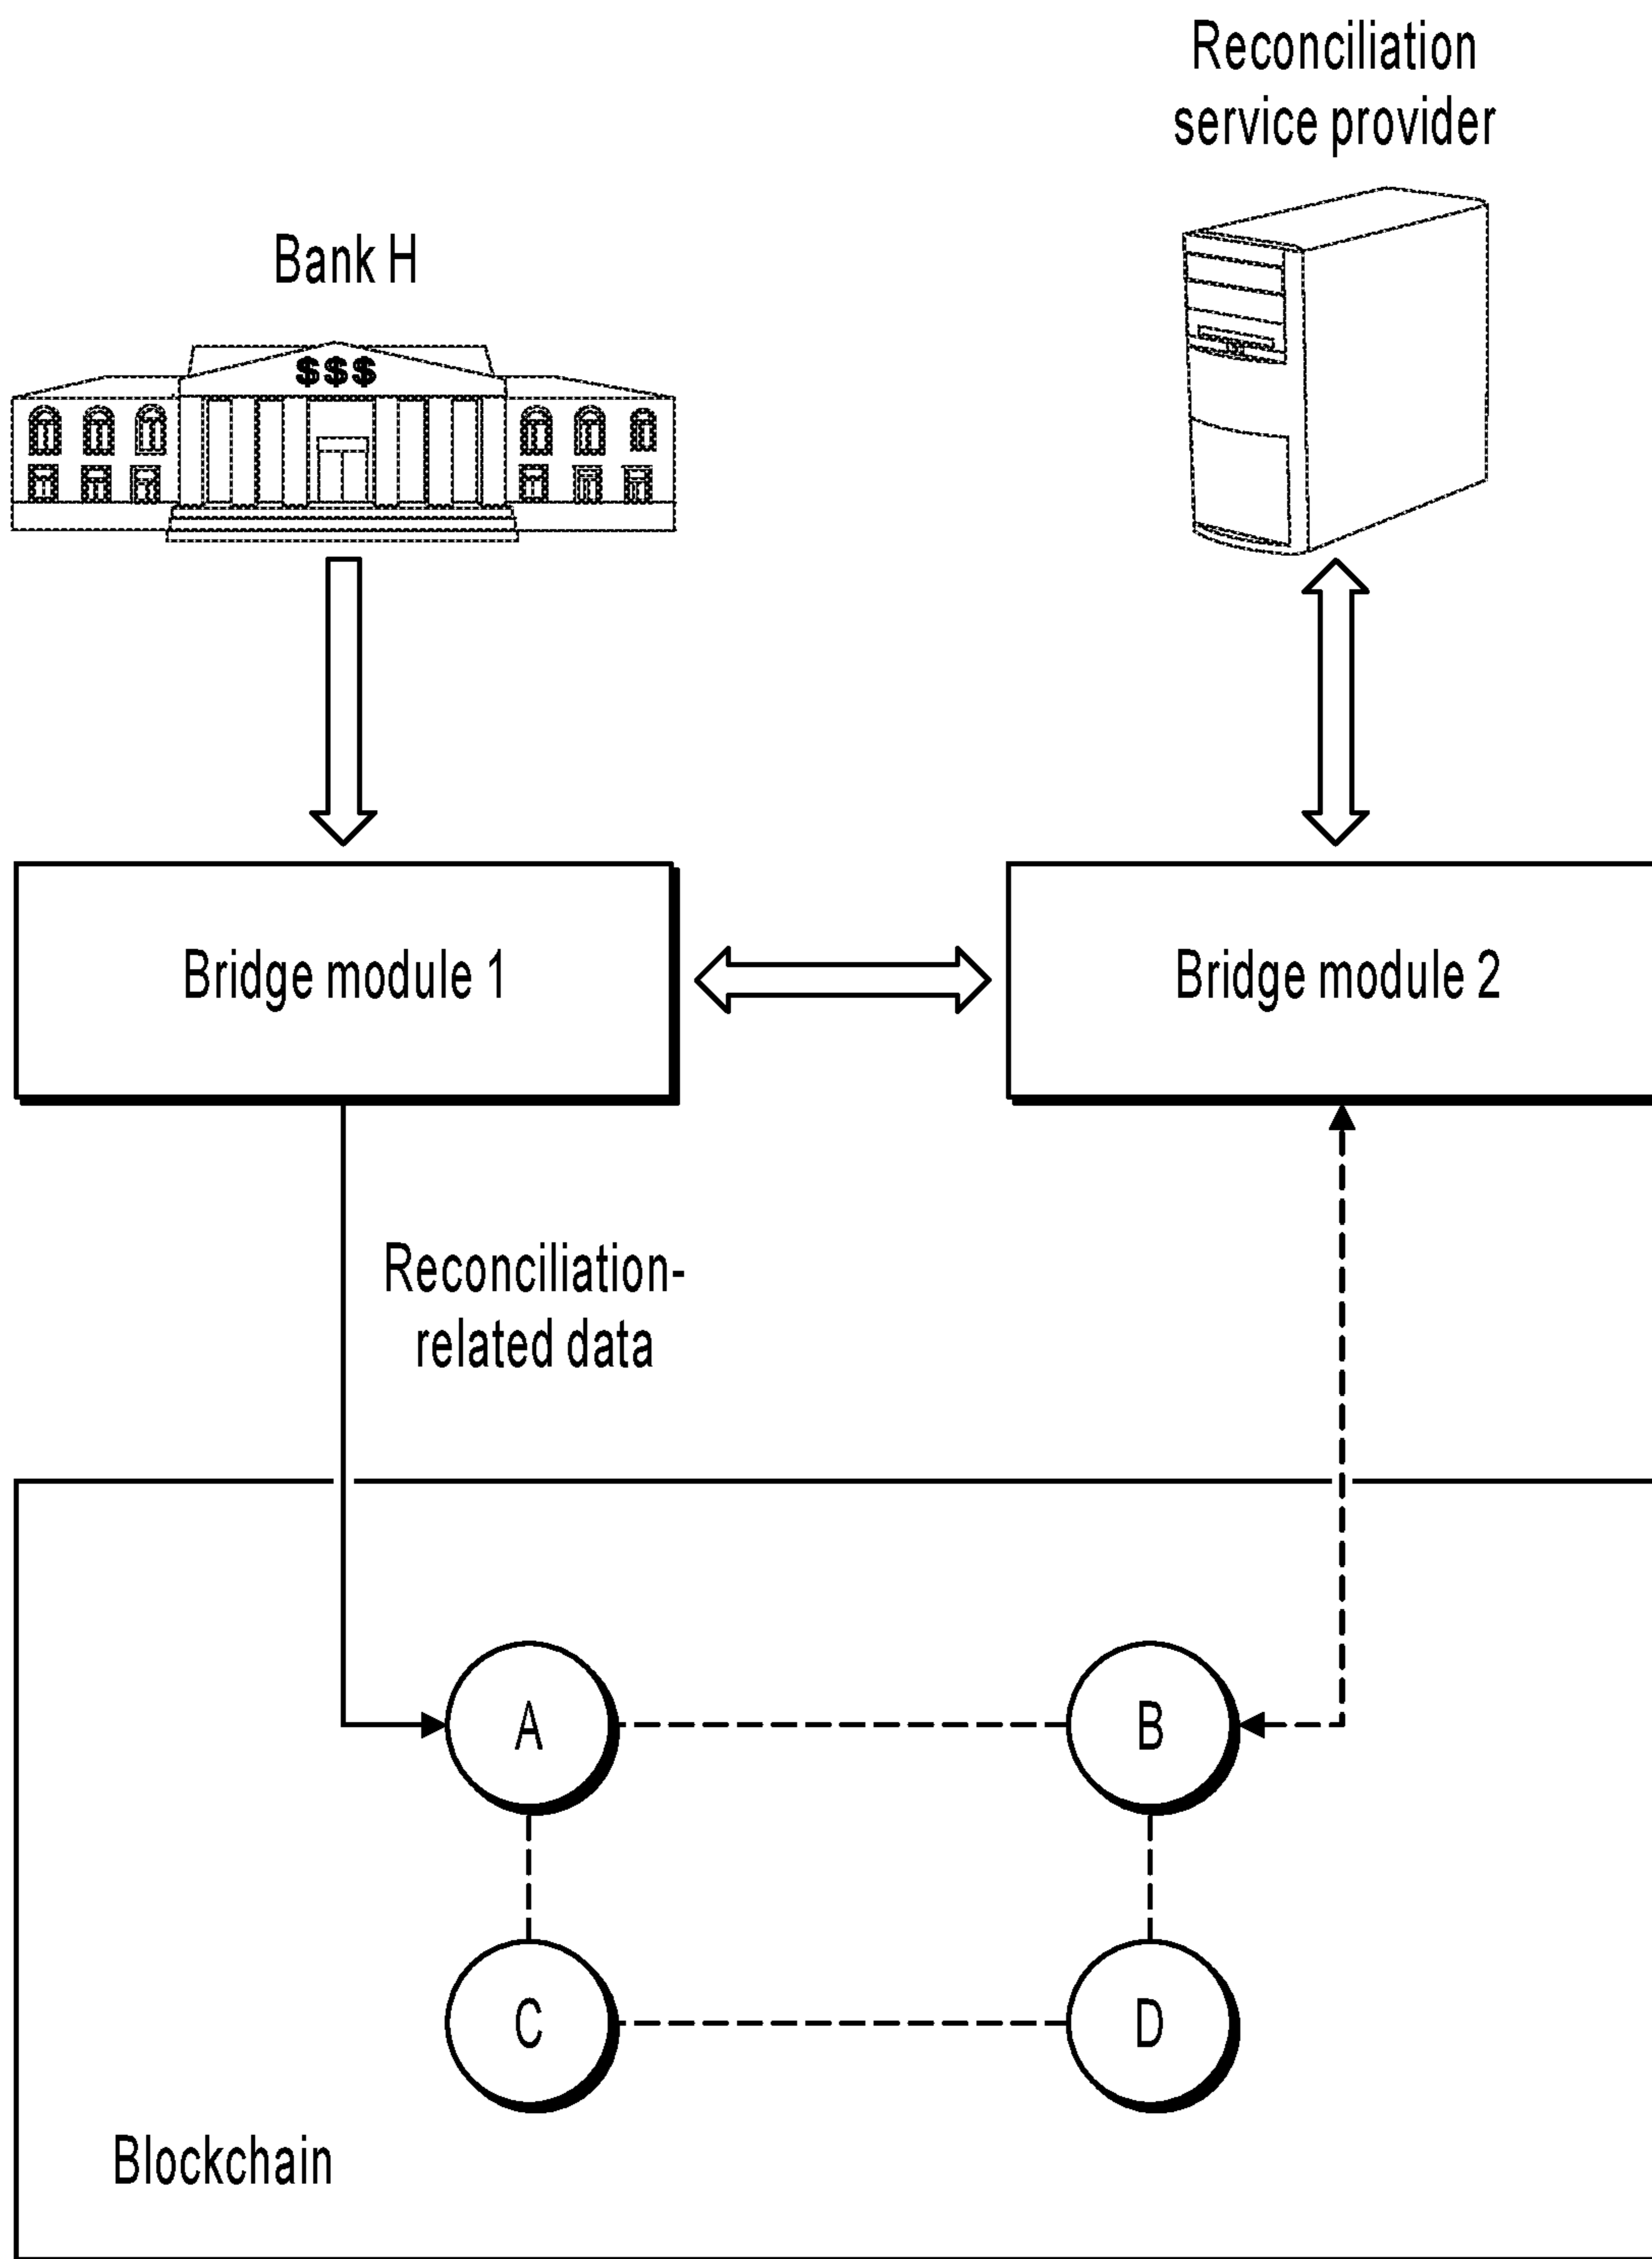 Reconciliation
service provider
Bank H
$$$
Bridge module 1
Bridge module 2
Reconciliation-
related data
A
B
C
D
Blockchain